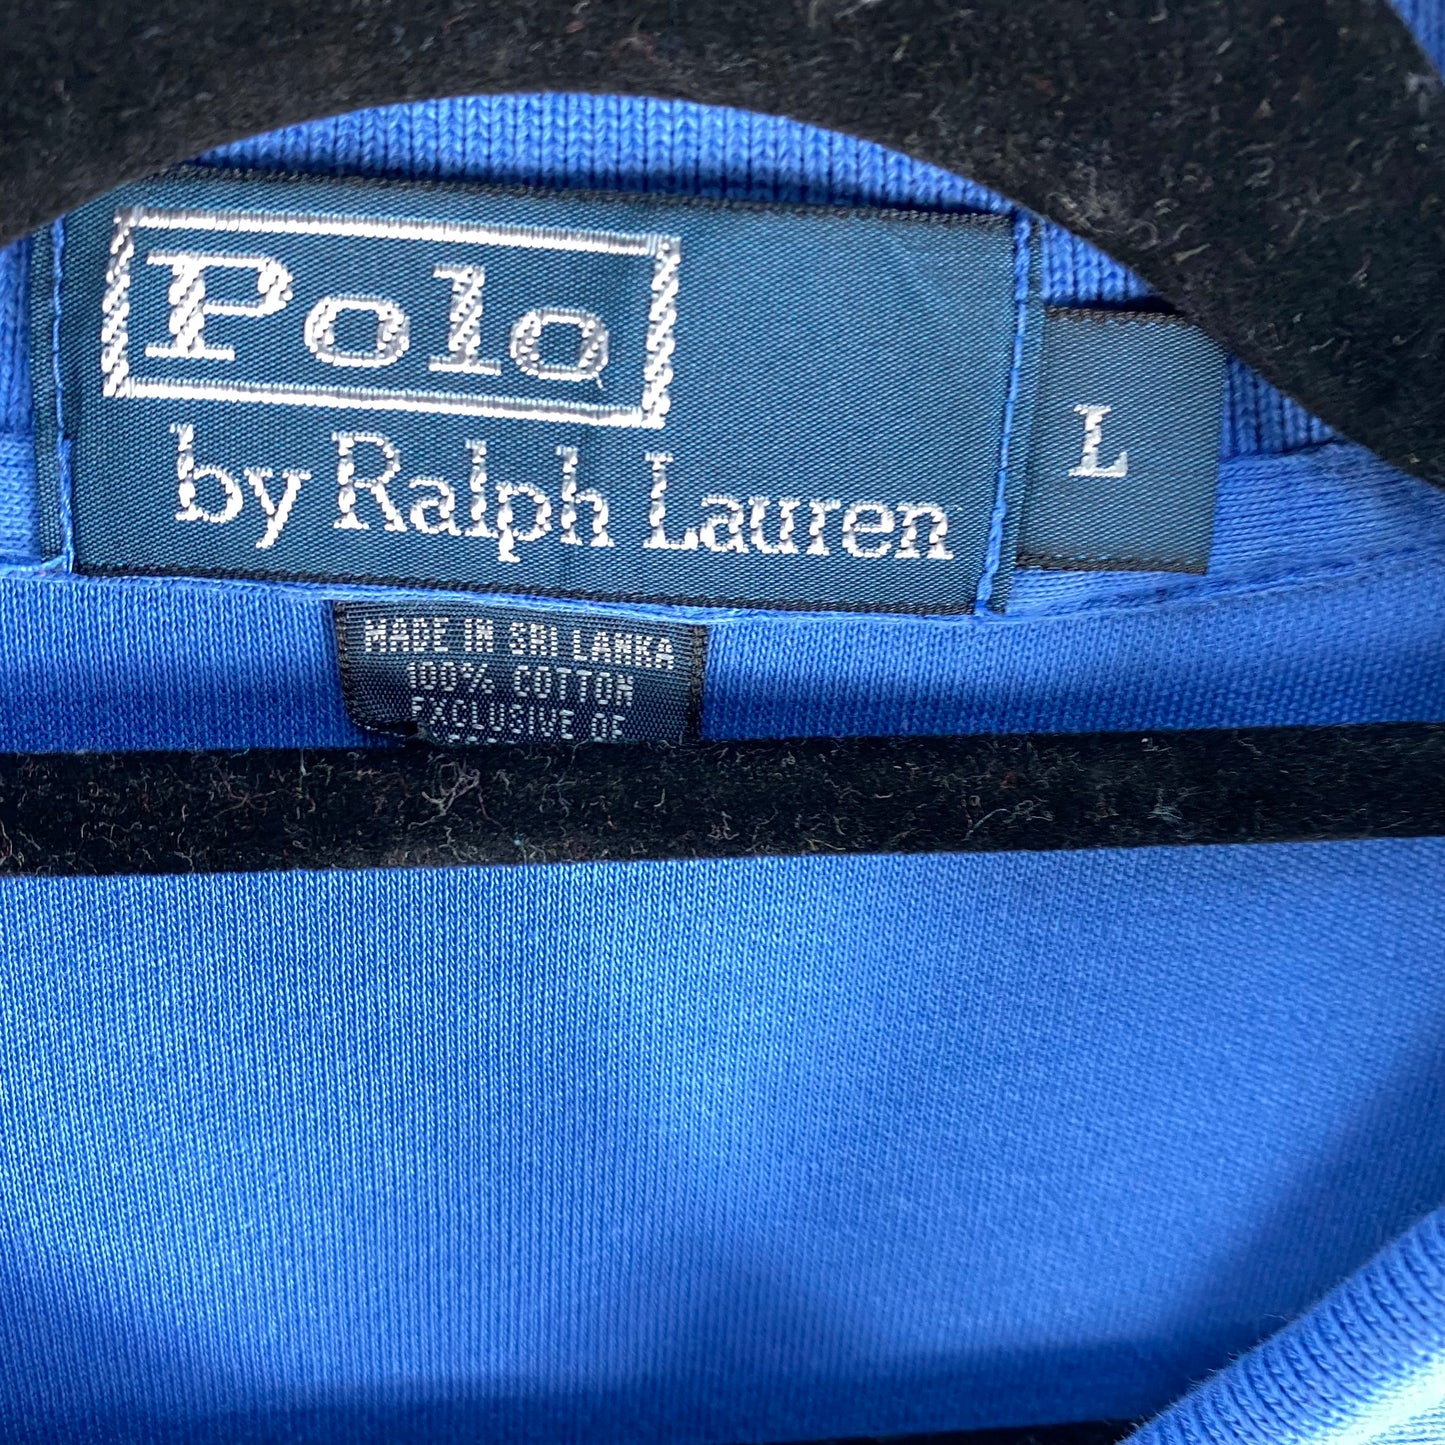 Polo
by Ralph Lauren
L
MADE IN SRI LANKA
100% COTTON
EXCLUSIVE OF